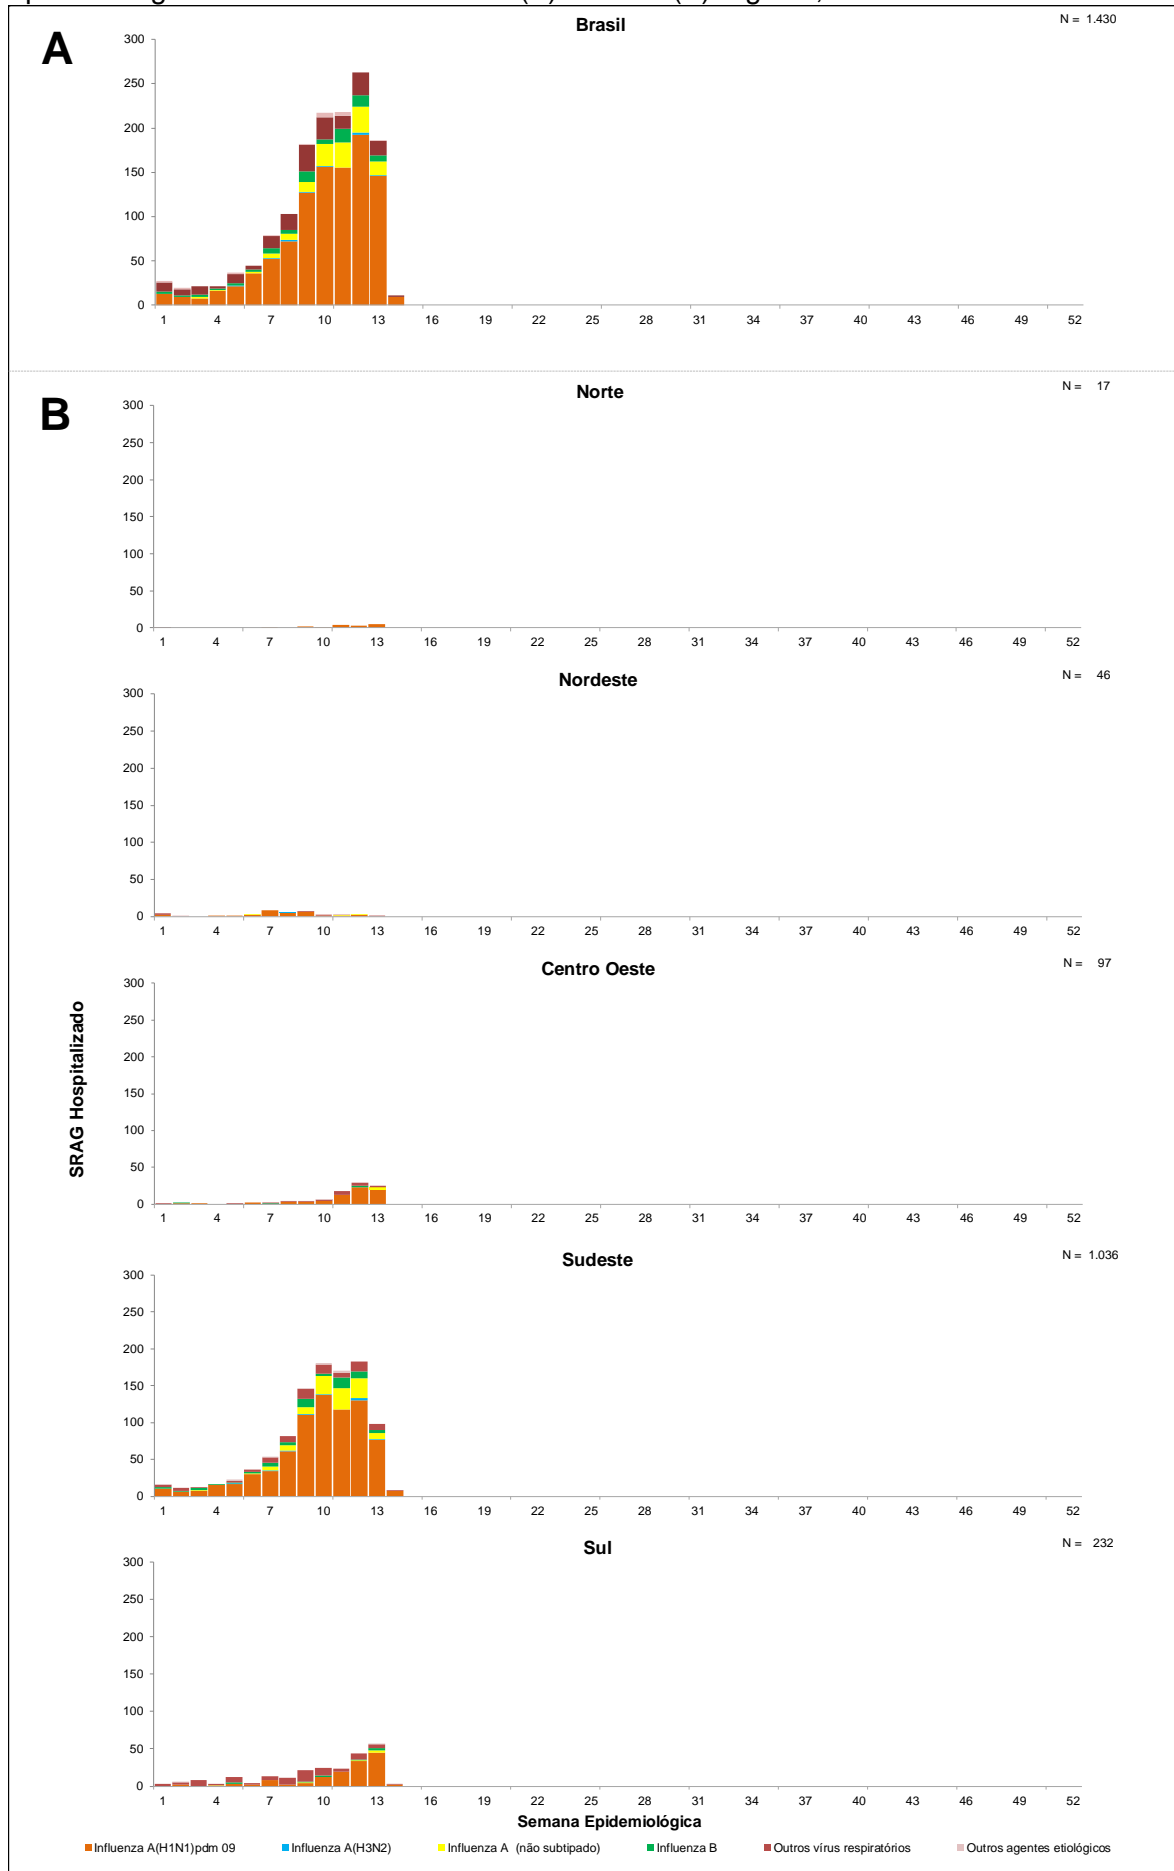 Brasil
N = 1.430
A
300
250
200
150
100
50
0
1 4 7 10 13 16 19 22 25 28 31 34 37 40 43 46 49 52
Norte
N = 17
B
300
250
200
150
100
50
0
1 4 7 10 13 16 19 22 25 28 31 34 37 40 43 46 49 52
Nordeste
N = 46
300
250
200
150
100
50
0
1 4 7 10 13 16 19 22 25 28 31 34 37 40 43 46 49 52
Centro Oeste
N = 97
SRAG Hospitalizado
300
250
200
150
100
50
0
1 4 7 10 13 16 19 22 25 28 31 34 37 40 43 46 49 52
Sudeste
N = 1.036
300
250
200
150
100
50
0
1 4 7 10 13 16 19 22 25 28 31 34 37 40 43 46 49 52
Sul
N = 232
300
250
200
150
100
50
0
1 4 7 10 13 16 19 22 25 28 31 34 37 40 43 46 49 52
Semana Epidemiológica
Influenza A(H1N1)pdm 09 Influenza A(H3N2) Influenza A (não subtipado) Influenza B Outros vírus respiratórios Outros agentes etiológicos